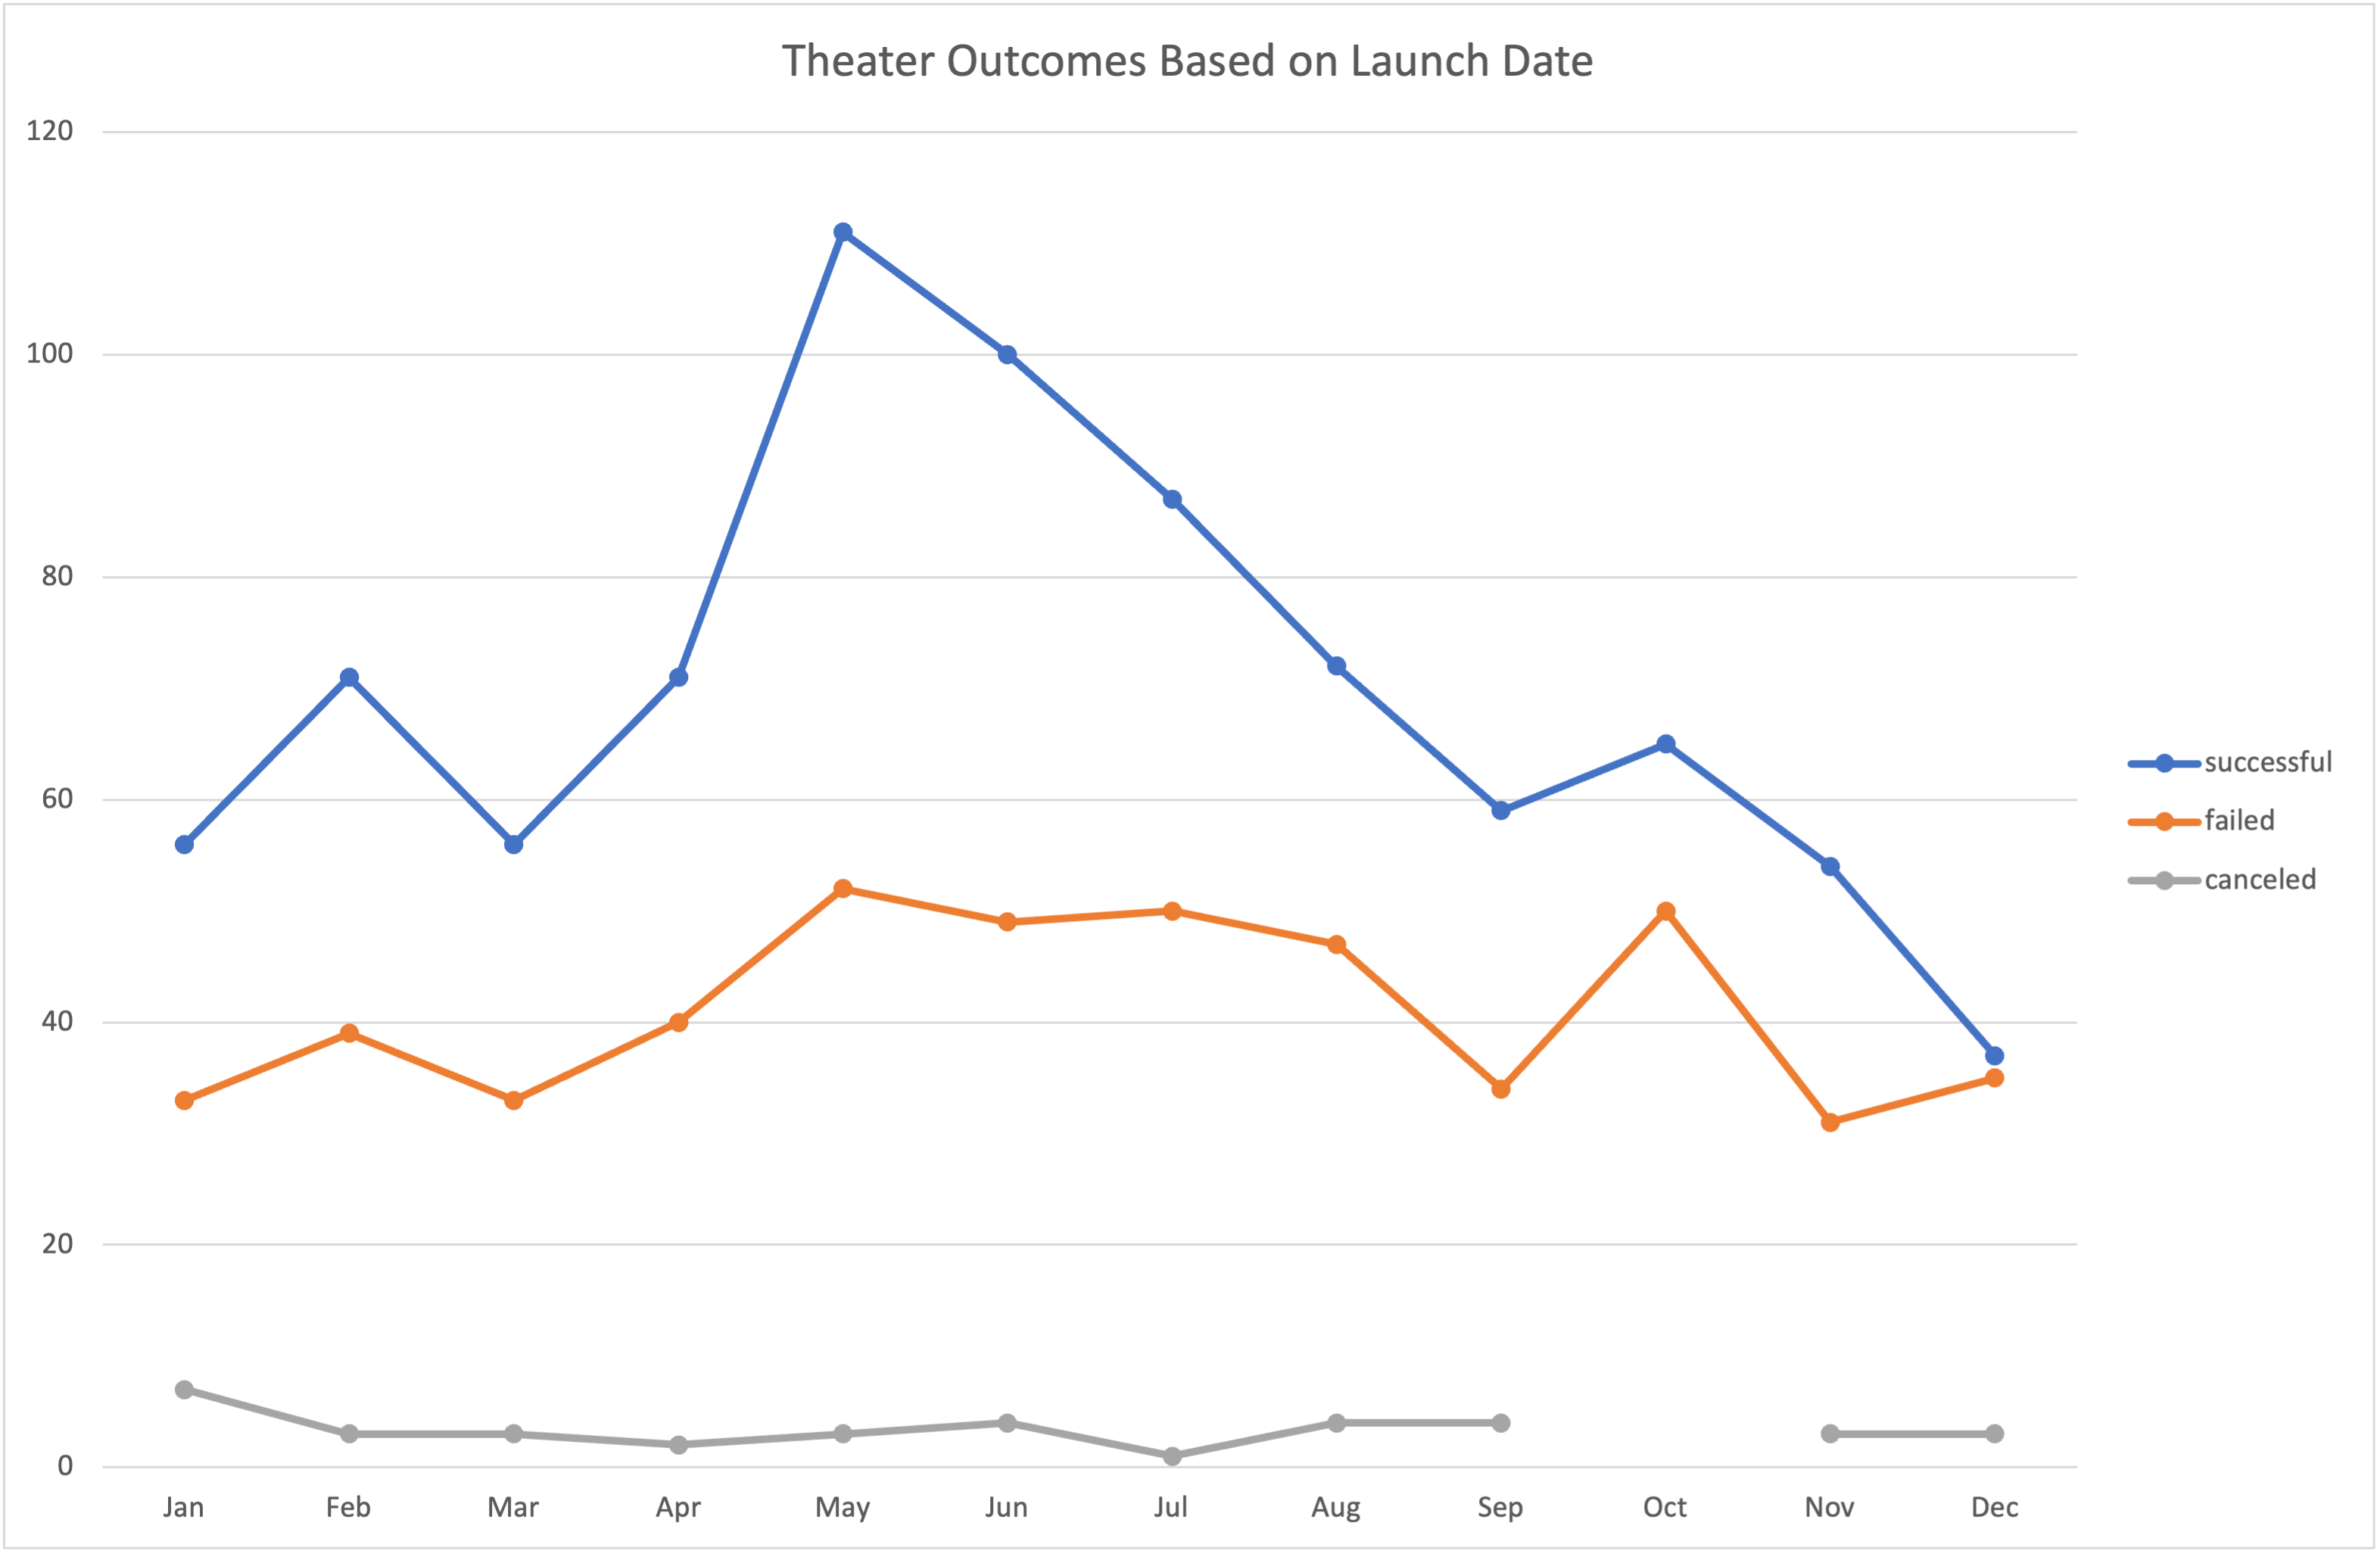 Theater Outcomes Based on Launch Date
120
100
80
60
40
20
0
Jan Feb Mar Apr May Jun Jul Aug Sep Oct Nov Dec
successful
failed
canceled